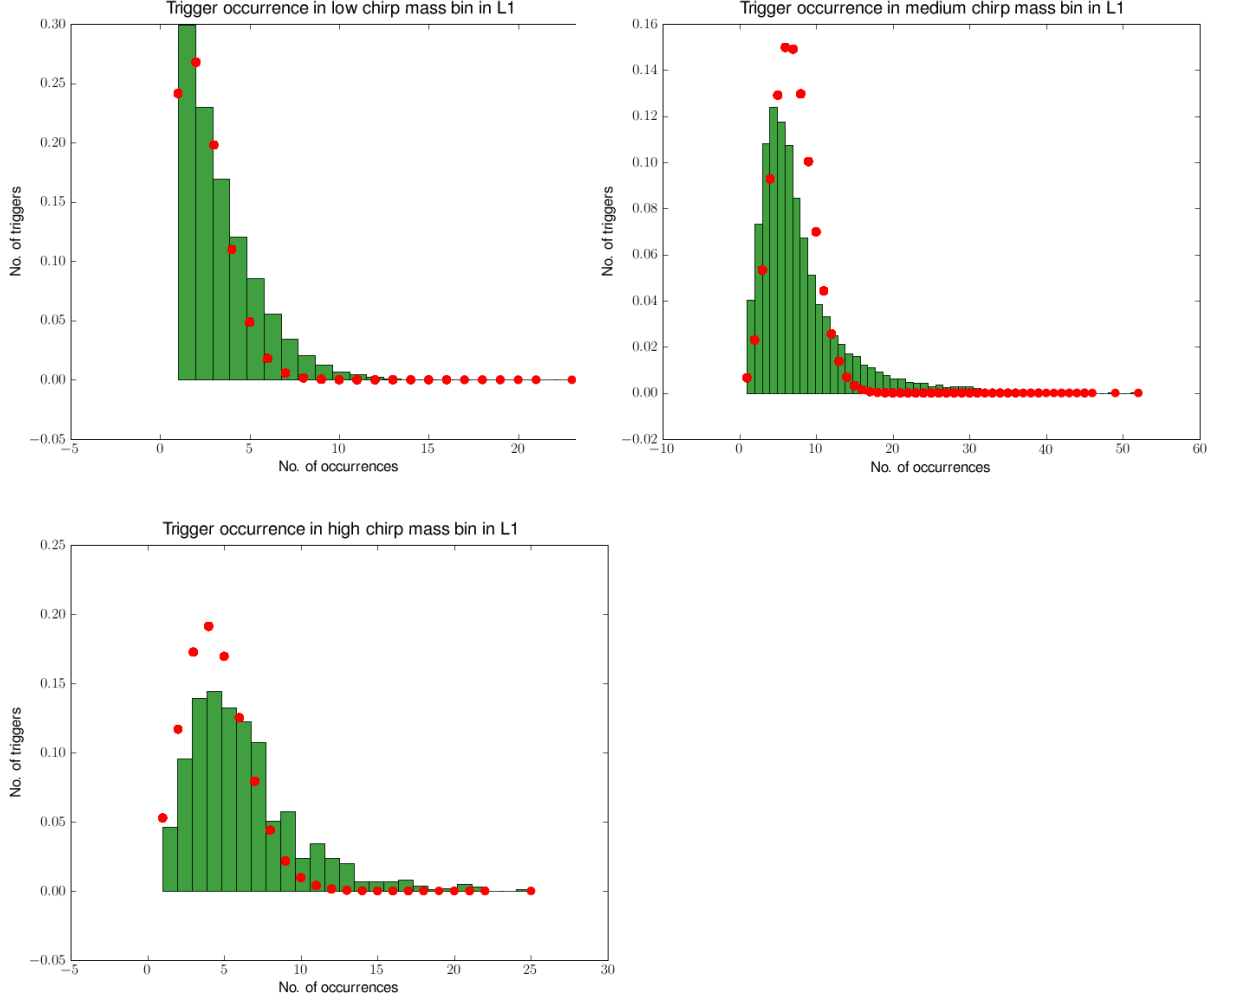 Trigger occurrence in low chirp mass bin in L1
0.30
0.25
0.20
0.15
0.10
0.05
0.00
−0.05
No. of triggers
−5 0 5 10 15 20
No. of occurrences
Trigger occurrence in medium chirp mass bin in L1
0.16
0.14
0.12
0.10
0.08
0.06
0.04
0.02
0.00
−0.02
No. of triggers
−10 0 10 20 30 40 50 60
No. of occurrences
Trigger occurrence in high chirp mass bin in L1
0.25
0.20
0.15
0.10
0.05
0.00
−0.05
No. of triggers
−5 0 5 10 15 20 25 30
No. of occurrences